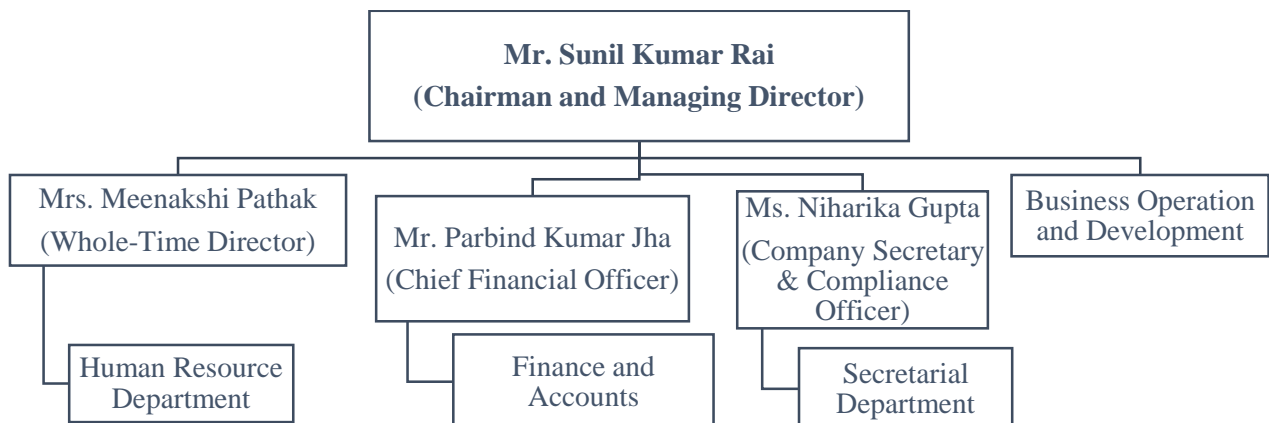 Mr. Sunil Kumar Rai
(Chairman and Managing Director)
Mrs. Meenakshi Pathak
(Whole-Time Director)
Mr. Parbind Kumar Jha
(Chief Financial Officer)
Ms. Niharika Gupta
(Company Secretary
& Compliance
Officer)
Business Operation
and Development
Human Resource
Department
Finance and
Accounts
Secretarial
Department